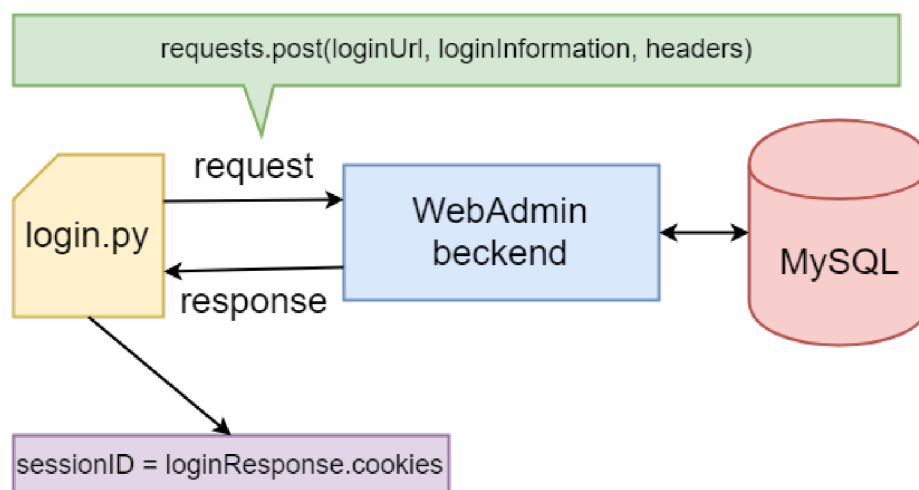 requests.post(loginUrl, loginInformation, headers)
request
login.py
WebAdmin
beckend
MySQL
response
sessionID = loginResponse.cookies